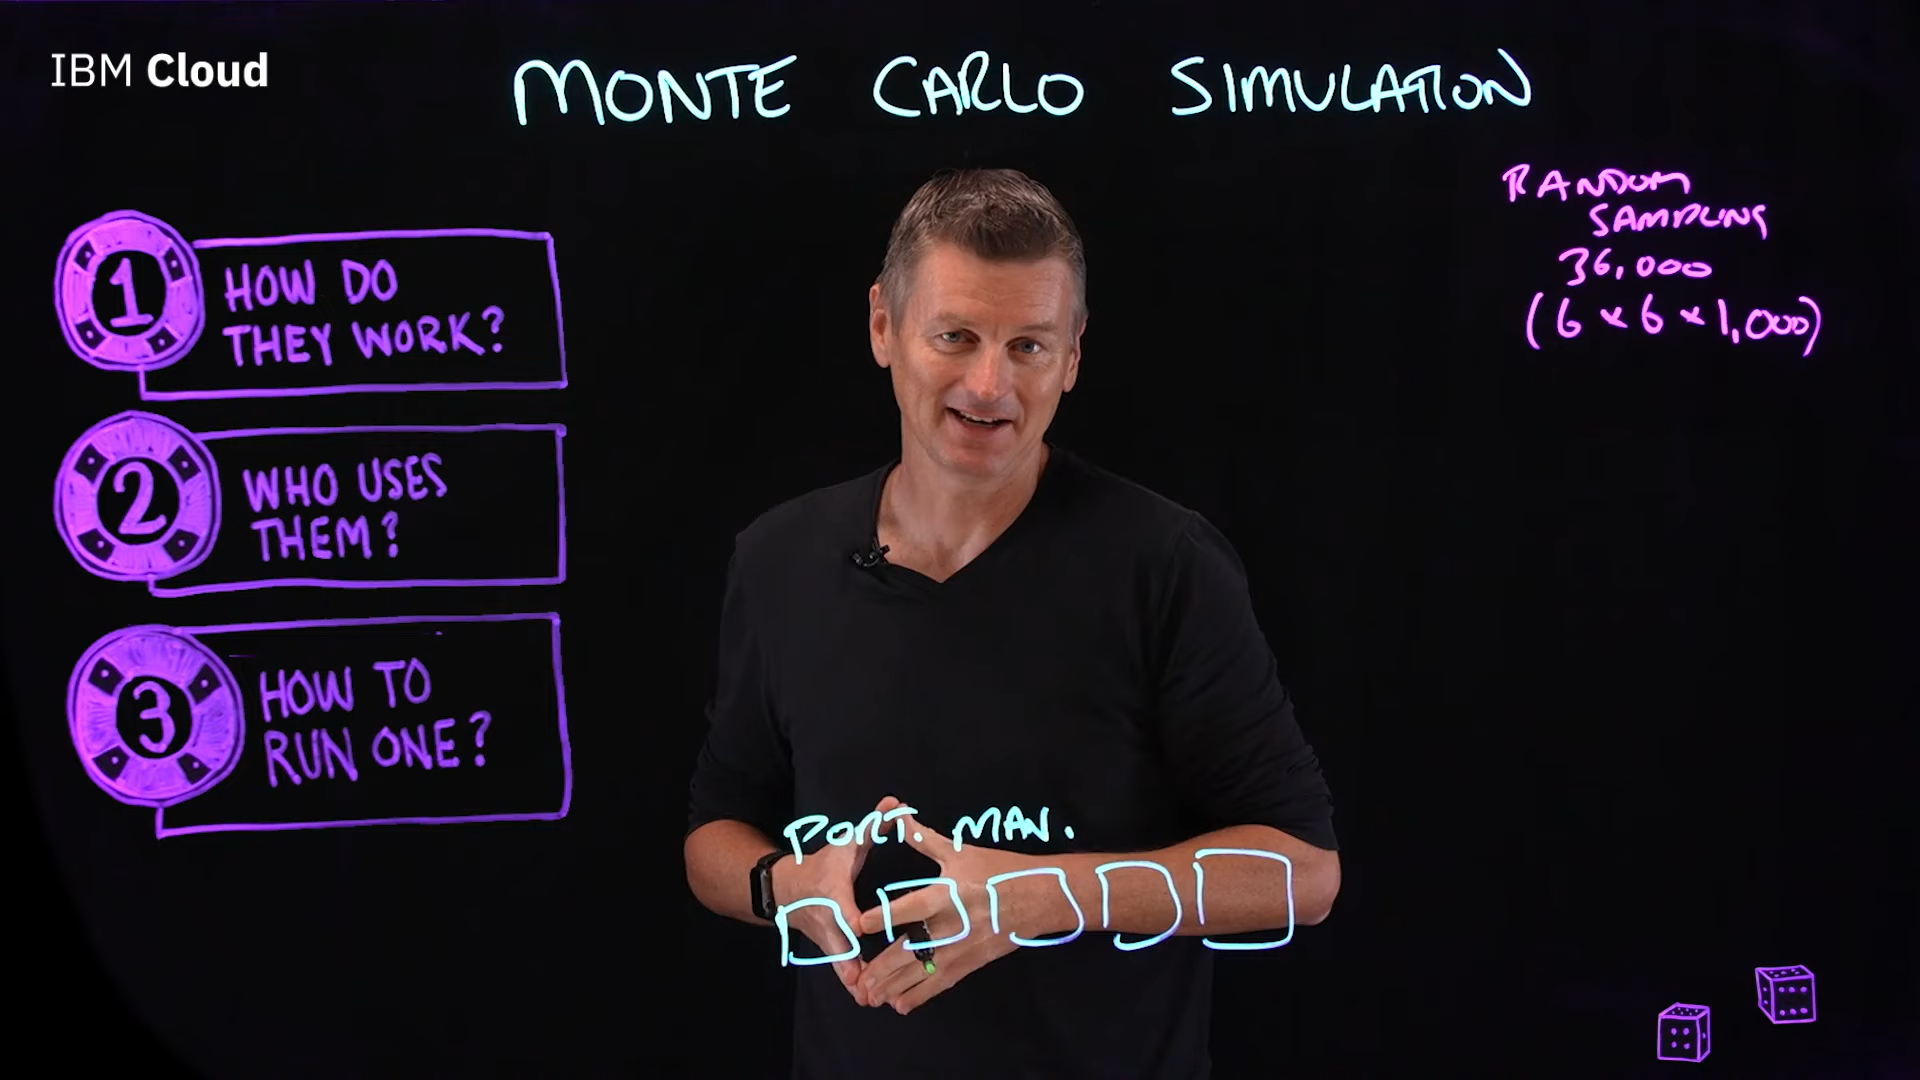 IBM Cloud
MONTE CARLO SIMULATION
RANDOM
SAMPLING
36,000
(6 x 6 x 1,000)
1
HOW DO
THEY WORK?
2
WHO USES
THEM?
3
HOW TO
RUN ONE?
PORT. MAN.